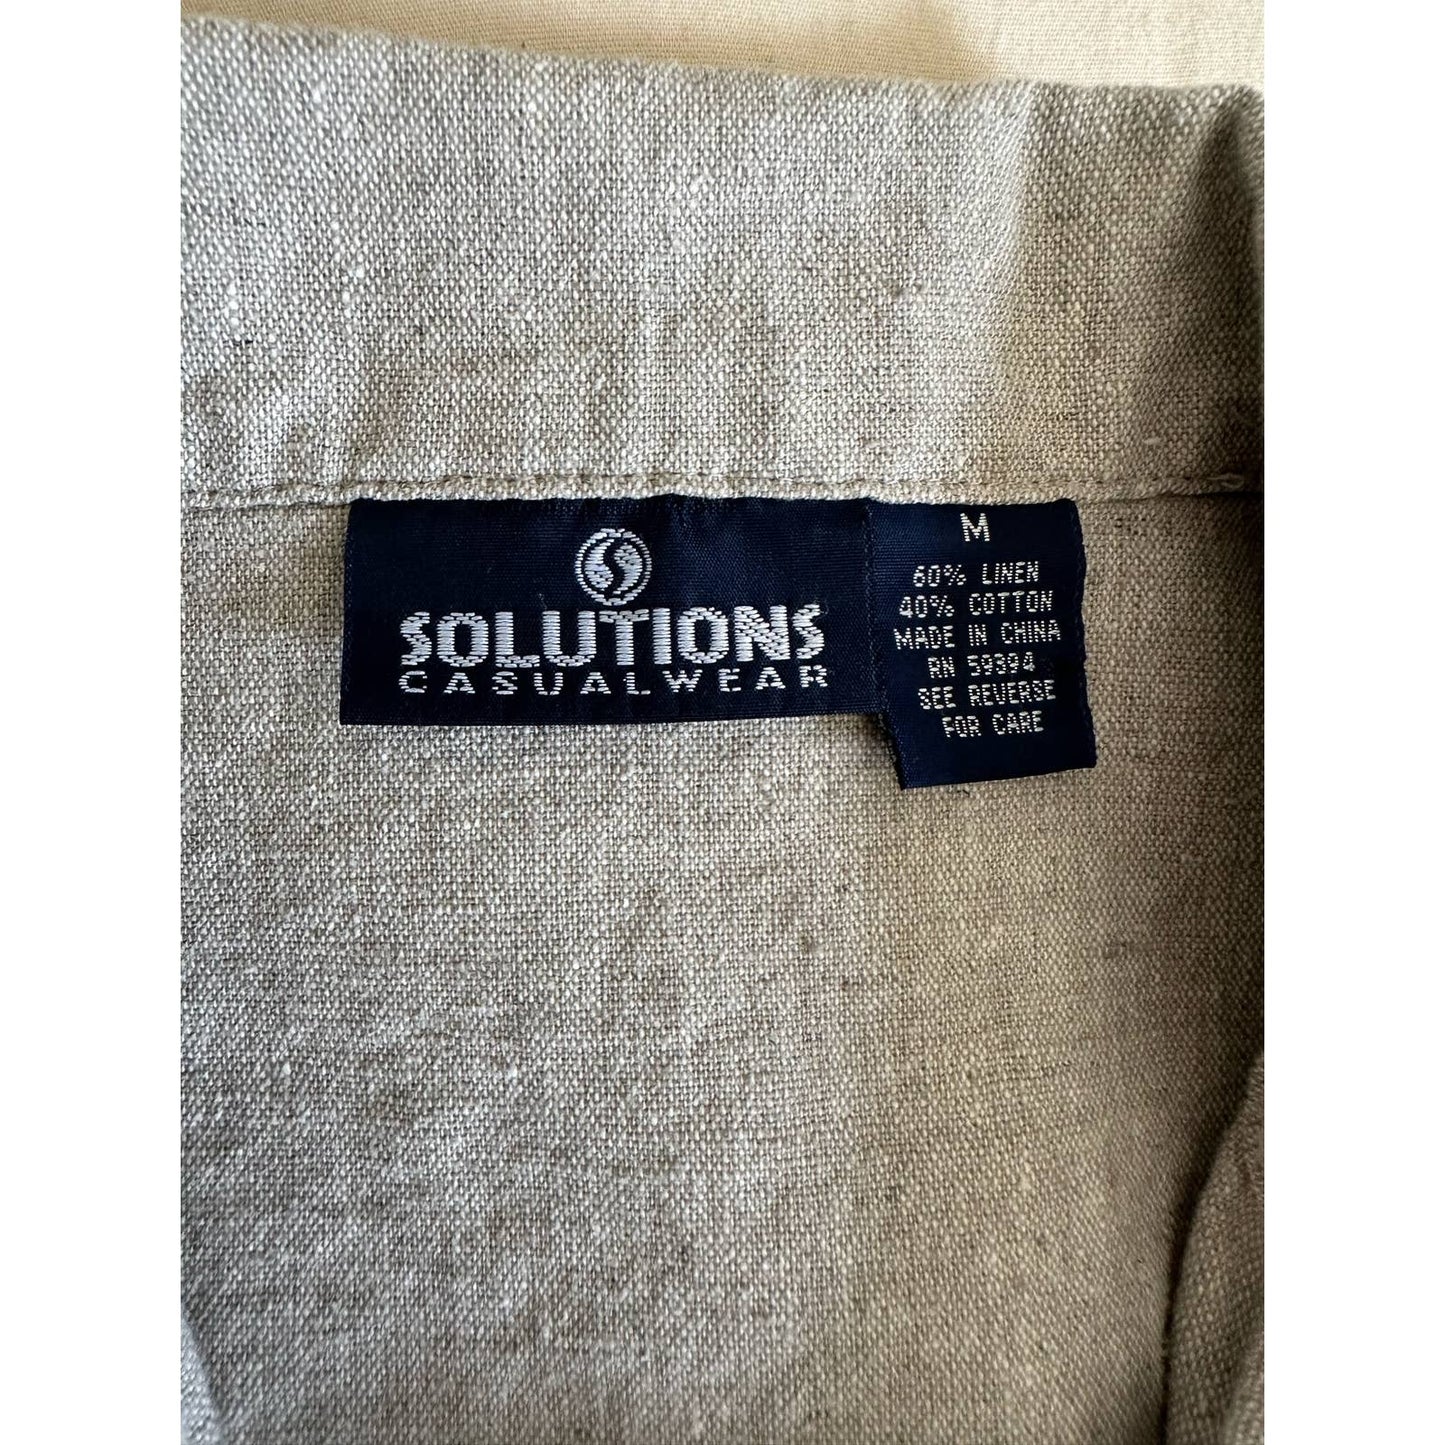 SOLUTIONS
CASUALWEAR
M
60% LINEN
40% COTTON
MADE IN CHINA
RN 59394
SEE REVERSE
FOR CARE